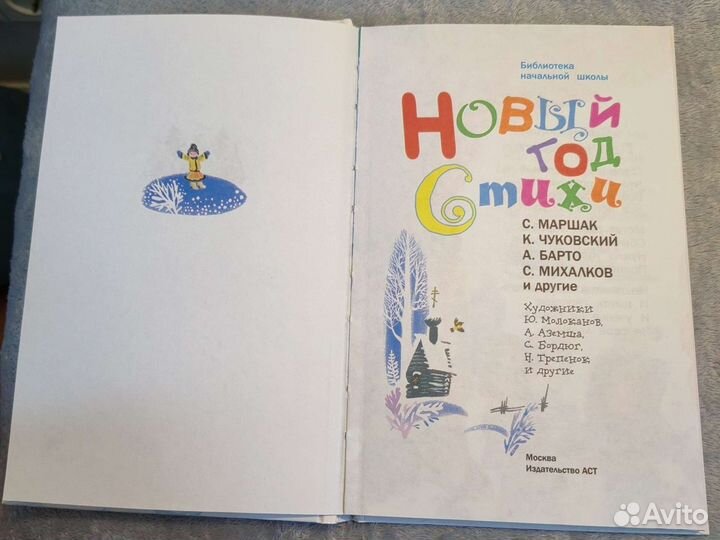 Библиотека
начальной школы
Новый
год
Стихи
С. МАРШАК
К. ЧУКОВСКИЙ
А. БАРТО
С. МИХАЛКОВ
и другие
Художники
Ю. Молоканов,
А. Аземша,
С. Бордюг,
Н. Трепенок
и другие
Москва
Издательство АСТ
Avito